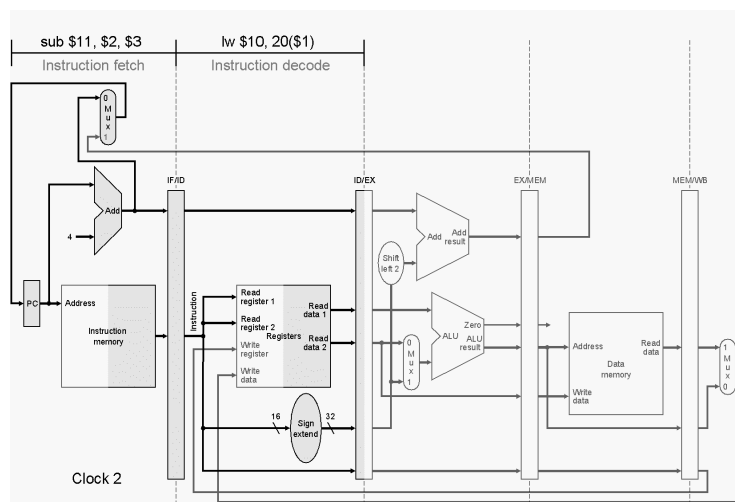 sub $11, $2, $3
lw $10, 20($1)
Instruction fetch
Instruction decode
0
M
u
x
1
IF/ID
ID/EX
EX/MEM
MEM/WB
Add
4
Add
Add
result
Shift
left 2
PC
Address
Instruction
memory
Instruction
Read
register 1
Read
register 2
Registers
Write
register
Write
data
Read
data 1
Read
data 2
0
M
u
x
1
Zero
ALU
ALU
result
Address
Data
memory
Read
data
Write
data
1
M
u
x
0
16
Sign
extend
32
Clock 2